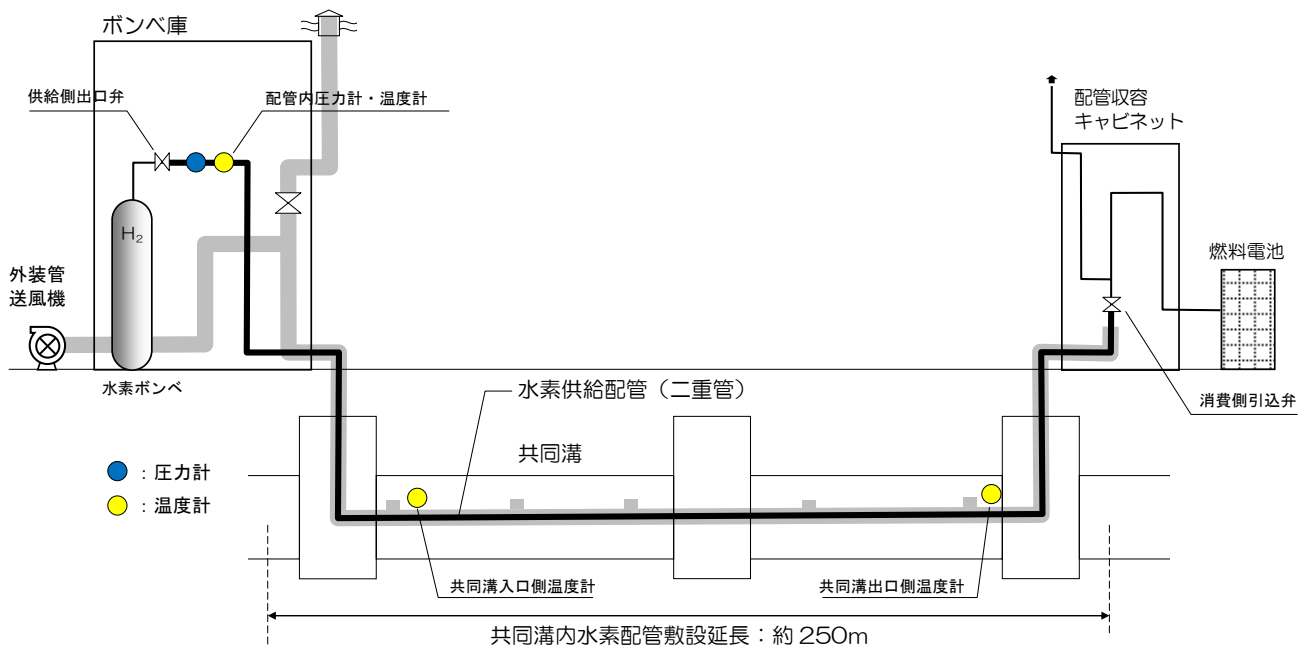 ボンベ庫
供給側出口弁
配管内圧力計・温度計
配管収容
キャビネット
H₂
外装管
送風機
燃料電池
水素ボンベ
水素供給配管（二重管）
消費側引込弁
共同溝
：圧力計
：温度計
共同溝入口側温度計
共同溝出口側温度計
共同溝内水素配管敷設延長：約250m